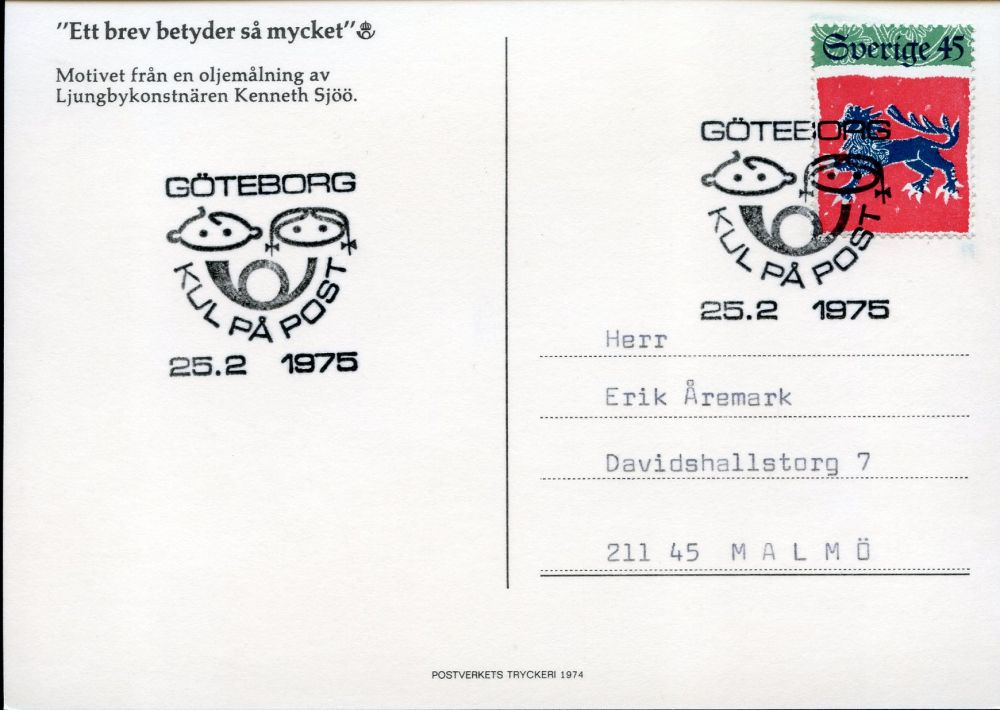 "Ett brev betyder så mycket"
Motivet från en oljemålning av
Ljungbykonstnären Kenneth Sjöö.
GÖTEBORG
KUL PÅ POST
25.2 1975
Sverige 45
GÖTEBORG
KUL PÅ POST
25.2 1975
Herr
Erik Åremark
Davidshallstorg 7
211 45 MALMÖ
POSTVERKETS TRYCKERI 1974